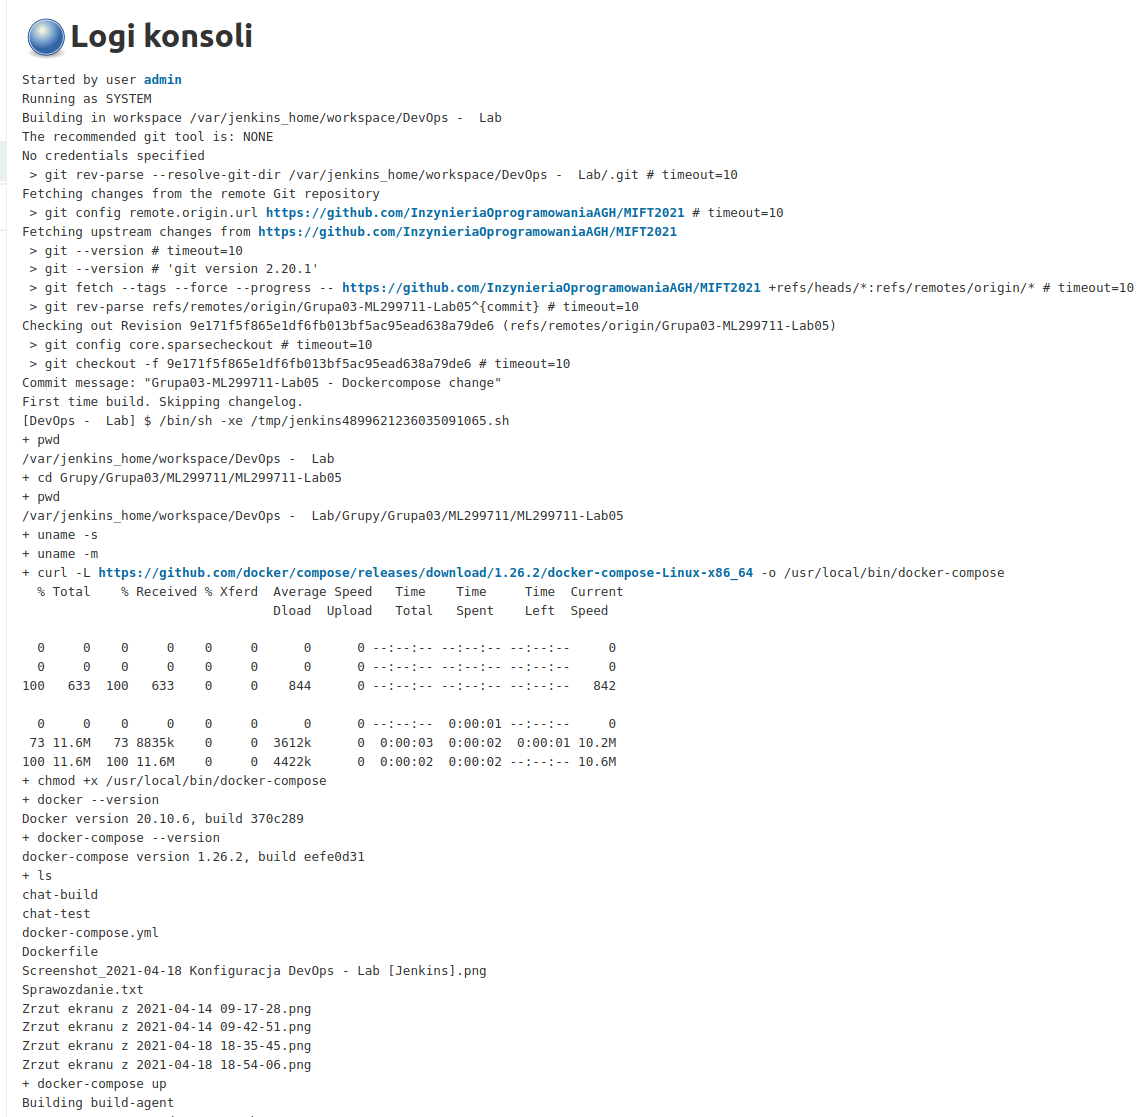 Logi konsoli
Started by user admin
Running as SYSTEM
Building in workspace /var/jenkins_home/workspace/DevOps -  Lab
The recommended git tool is: NONE
No credentials specified
 > git rev-parse --resolve-git-dir /var/jenkins_home/workspace/DevOps -  Lab/.git # timeout=10
Fetching changes from the remote Git repository
 > git config remote.origin.url https://github.com/InzynieriaOprogramowaniaAGH/MIFT2021 # timeout=10
Fetching upstream changes from https://github.com/InzynieriaOprogramowaniaAGH/MIFT2021
 > git --version # timeout=10
 > git --version # 'git version 2.20.1'
 > git fetch --tags --force --progress -- https://github.com/InzynieriaOprogramowaniaAGH/MIFT2021 +refs/heads/*:refs/remotes/origin/* # timeout=10
 > git rev-parse refs/remotes/origin/Grupa03-ML299711-Lab05^{commit} # timeout=10
Checking out Revision 9e171f5f865e1df6fb013bf5ac95ead638a79de6 (refs/remotes/origin/Grupa03-ML299711-Lab05)
 > git config core.sparsecheckout # timeout=10
 > git checkout -f 9e171f5f865e1df6fb013bf5ac95ead638a79de6 # timeout=10
Commit message: "Grupa03-ML299711-Lab05 - Dockercompose change"
First time build. Skipping changelog.
[DevOps -  Lab] $ /bin/sh -xe /tmp/jenkins4899621236035091065.sh
+ pwd
/var/jenkins_home/workspace/DevOps -  Lab
+ cd Grupy/Grupa03/ML299711/ML299711-Lab05
+ pwd
/var/jenkins_home/workspace/DevOps -  Lab/Grupy/Grupa03/ML299711/ML299711-Lab05
+ uname -s
+ uname -m
+ curl -L https://github.com/docker/compose/releases/download/1.26.2/docker-compose-Linux-x86_64 -o /usr/local/bin/docker-compose
  % Total    % Received % Xferd  Average Speed   Time    Time     Time  Current
                                 Dload  Upload   Total   Spent    Left  Speed
  0     0    0     0    0     0      0      0 --:--:-- --:--:-- --:--:--     0
  0     0    0     0    0     0      0      0 --:--:-- --:--:-- --:--:--     0
100   633  100   633    0     0    844      0 --:--:-- --:--:-- --:--:--   842
  0     0    0     0    0     0      0      0 --:--:--  0:00:01 --:--:--     0
 73 11.6M   73 8835k    0     0  3612k      0  0:00:03  0:00:02  0:00:01 10.2M
100 11.6M  100 11.6M    0     0  4422k      0  0:00:02  0:00:02 --:--:-- 10.6M
+ chmod +x /usr/local/bin/docker-compose
+ docker --version
Docker version 20.10.6, build 370c289
+ docker-compose --version
docker-compose version 1.26.2, build eefe0d31
+ ls
chat-build
chat-test
docker-compose.yml
Dockerfile
Screenshot_2021-04-18 Konfiguracja DevOps - Lab [Jenkins].png
Sprawozdanie.txt
Zrzut ekranu z 2021-04-14 09-17-28.png
Zrzut ekranu z 2021-04-14 09-42-51.png
Zrzut ekranu z 2021-04-18 18-35-45.png
Zrzut ekranu z 2021-04-18 18-54-06.png
+ docker-compose up
Building build-agent